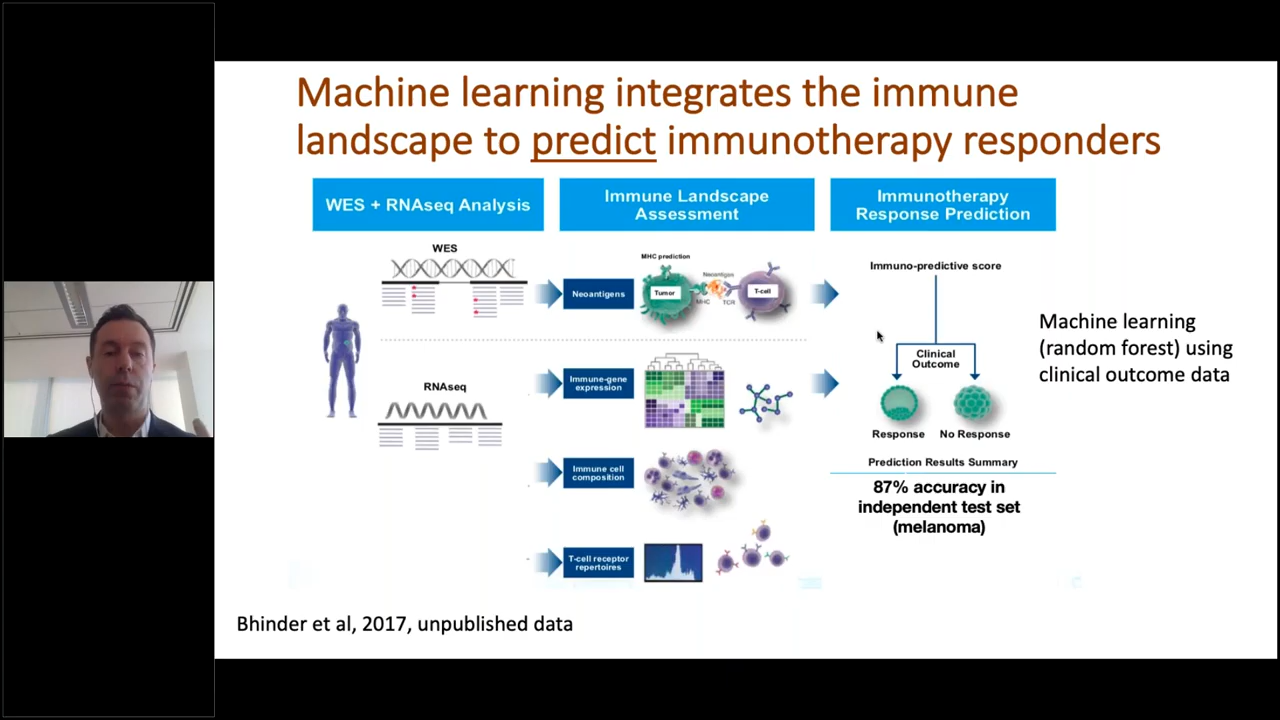 Machine learning integrates the immune
landscape to predict immunotherapy responders
WES + RNAseq Analysis
Immune Landscape
Assessment
Immunotherapy
Response Prediction
WES
RNAseq
Neoantigens
MHC prediction
Neoantigen
Tumor
MHC
TCR
T-cell
Immune-gene
expression
Immune cell
composition
T-cell receptor
repertoires
Immuno-predictive score
Clinical
Outcome
Response
No Response
Prediction Results Summary
87% accuracy in
independent test set
(melanoma)
Machine learning
(random forest) using
clinical outcome data
Bhinder et al, 2017, unpublished data